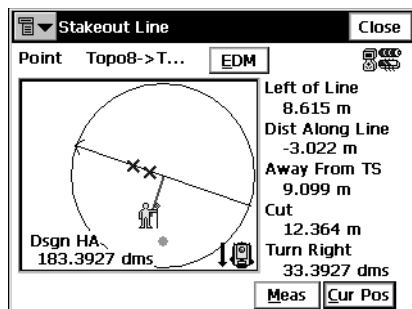 Stakeout Line Close
Point Topo8->T... EDM
Left of Line
8.615 m
Dist Along Line
-3.022 m
Away From TS
9.099 m
Cut
12.364 m
Turn Right
33.3927 dms
Dsgn HA
183.3927 dms
Meas Cur Pos